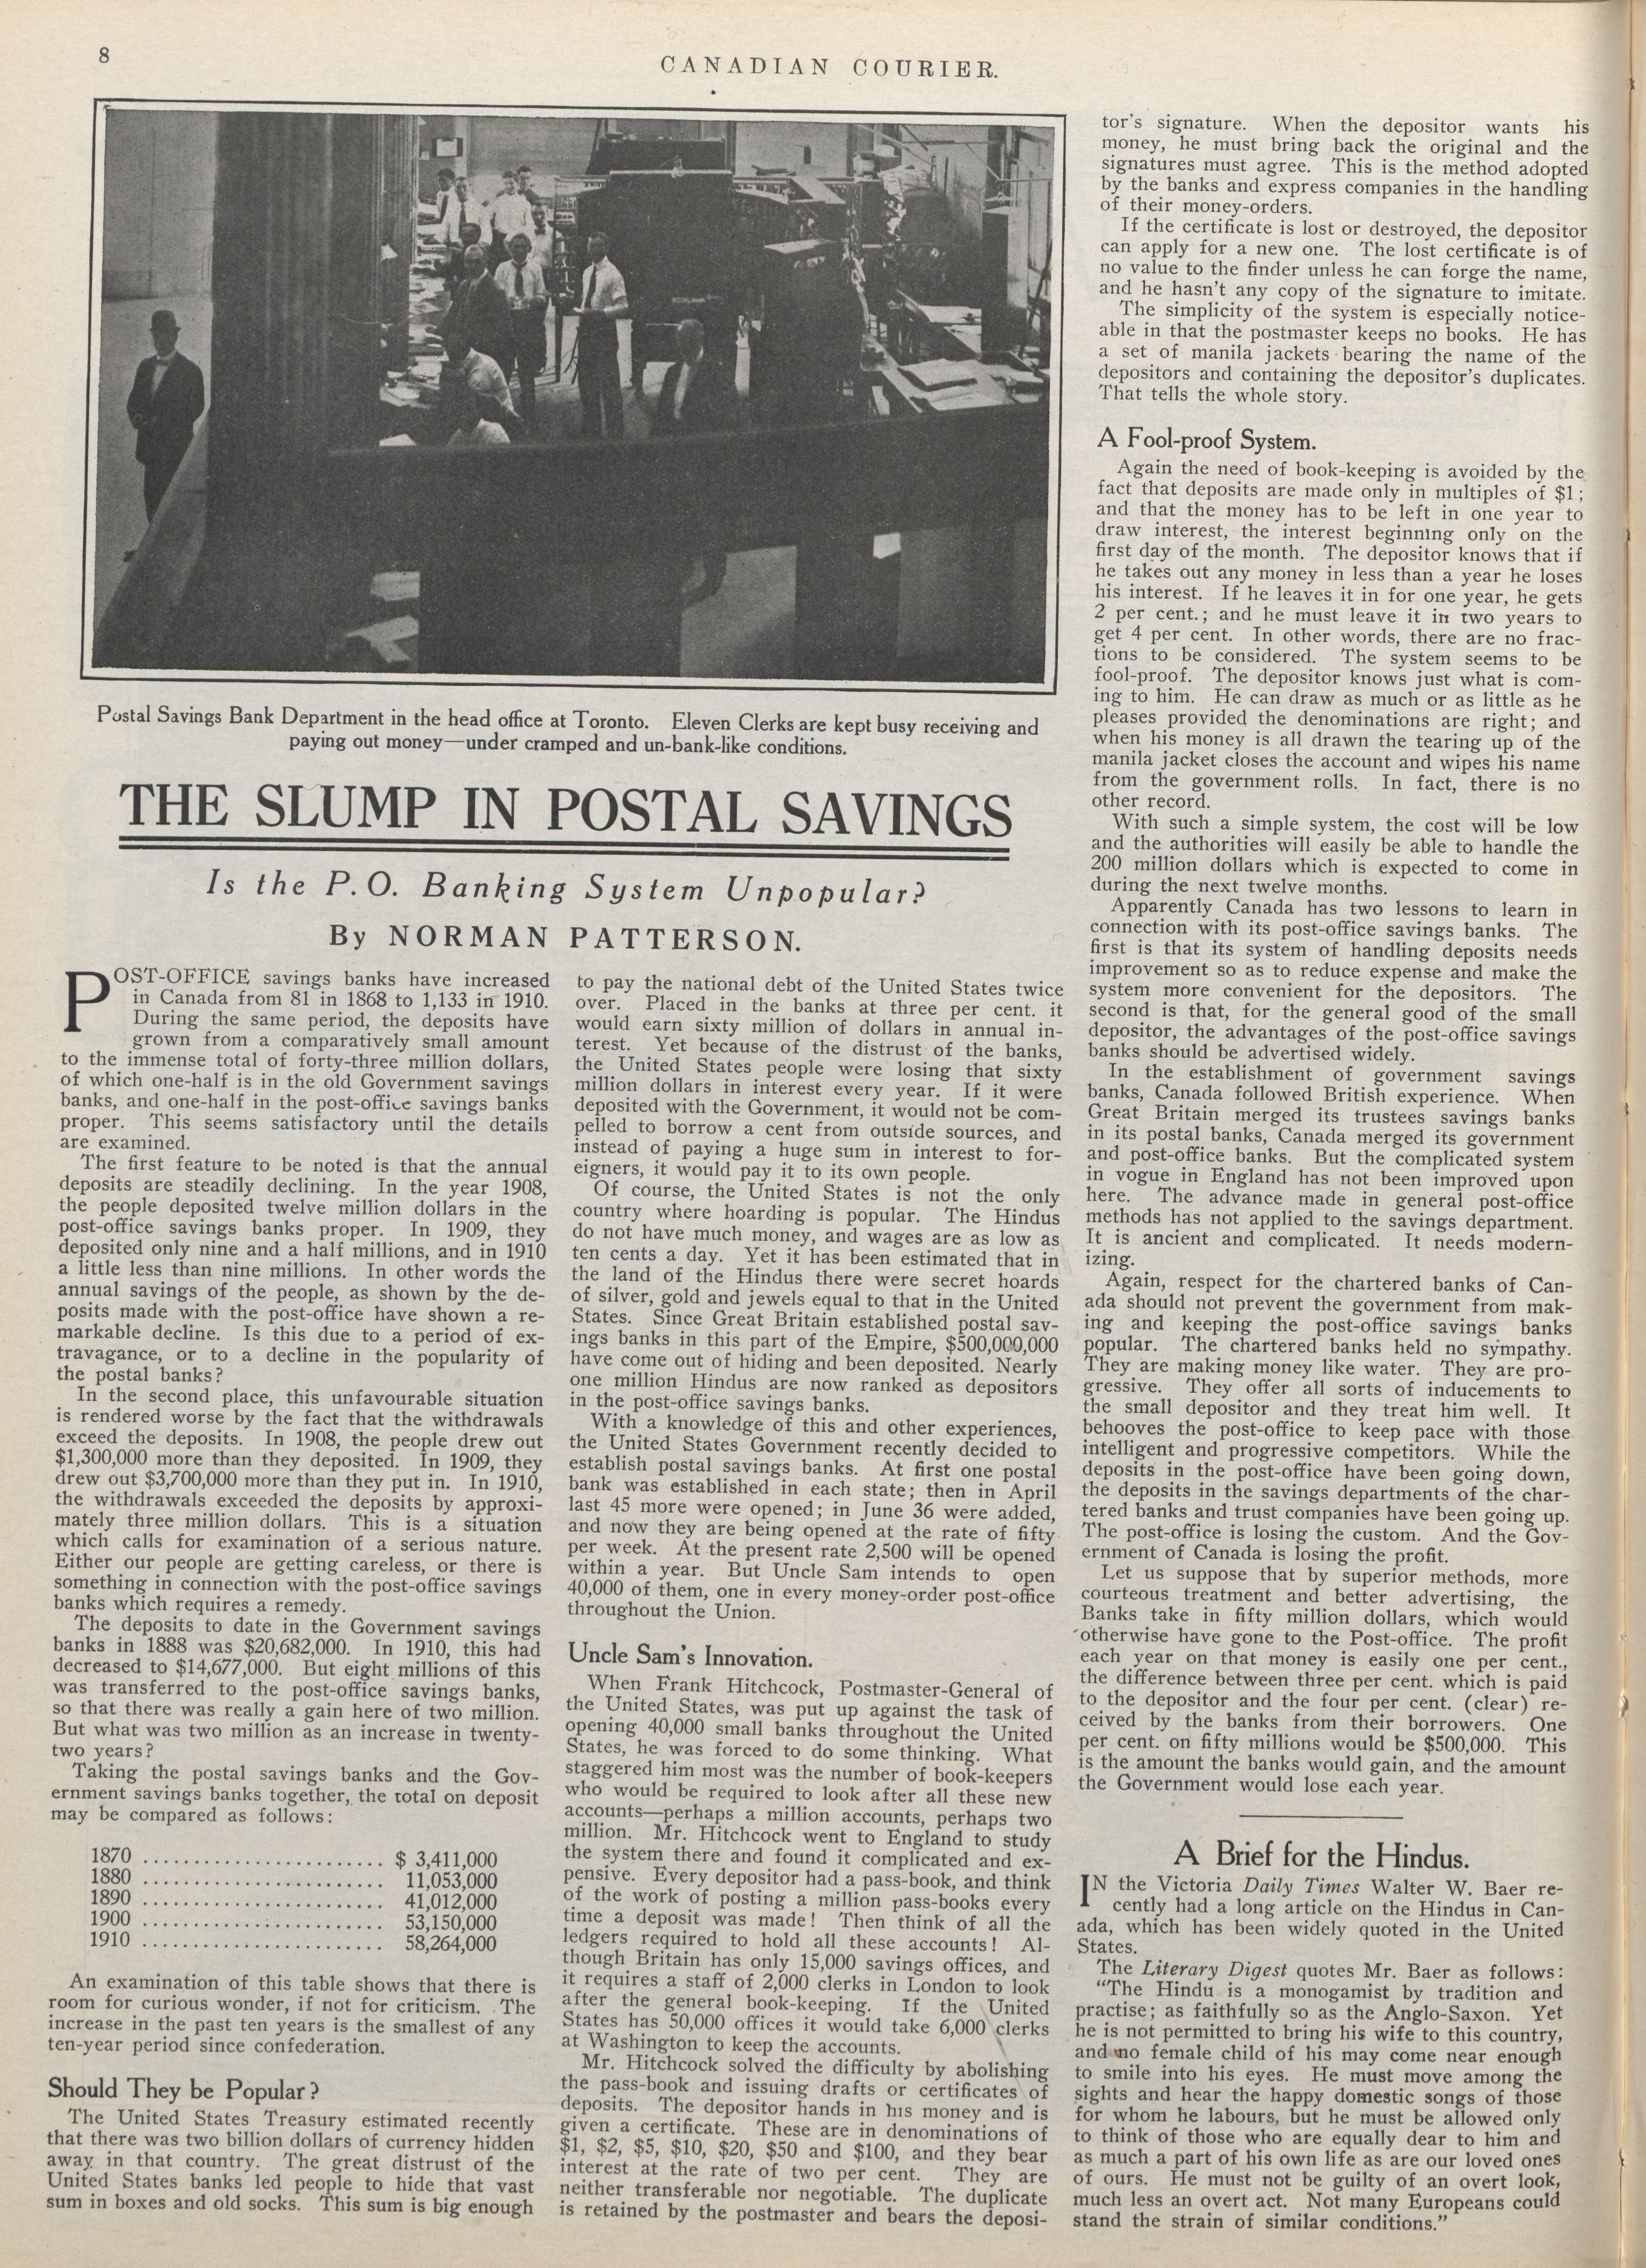 8
CANADIAN COURIER.
Postal Savings Bank Department in the head office at Toronto. Eleven Clerks are kept busy receiving and
paying out money—under cramped and un-bank-like conditions.
THE SLUMP IN POSTAL SAVINGS
Is the P.O. Banking System Unpopular?
By NORMAN PATTERSON.
POST-OFFICE savings banks have increased
in Canada from 81 in 1868 to 1,133 in 1910.
During the same period, the deposits have
grown from a comparatively small amount
to the immense total of forty-three million dollars,
of which one-half is in the old Government savings
banks, and one-half in the post-office savings banks
proper. This seems satisfactory until the details
are examined.
The first feature to be noted is that the annual
deposits are steadily declining. In the year 1908,
the people deposited twelve million dollars in the
post-office savings banks proper. In 1909, they
deposited only nine and a half millions, and in 1910
a little less than nine millions. In other words the
annual savings of the people, as shown by the de-
posits made with the post-office have shown a re-
markable decline. Is this due to a period of ex-
travagance, or to a decline in the popularity of
the postal banks?
In the second place, this unfavourable situation
is rendered worse by the fact that the withdrawals
exceed the deposits. In 1908, the people drew out
$1,300,000 more than they deposited. In 1909, they
drew out $3,700,000 more than they put in. In 1910,
the withdrawals exceeded the deposits by approxi-
mately three million dollars. This is a situation
which calls for examination of a serious nature.
Either our people are getting careless, or there is
something in connection with the post-office savings
banks which requires a remedy.
The deposits to date in the Government savings
banks in 1888 was $20,682,000. In 1910, this had
decreased to $14,677,000. But eight millions of this
was transferred to the post-office savings banks,
so that there was really a gain here of two million.
But what was two million as an increase in twenty-
two years?
Taking the postal savings banks and the Gov-
ernment savings banks together, the total on deposit
may be compared as follows:
1870 ........................ $ 3,411,000
1880 ........................ 11,053,000
1890 ........................ 41,012,000
1900 ........................ 53,150,000
1910 ........................ 58,264,000
An examination of this table shows that there is
room for curious wonder, if not for criticism. The
increase in the past ten years is the smallest of any
ten-year period since confederation.
Should They be Popular?
The United States Treasury estimated recently
that there was two billion dollars of currency hidden
away in that country. The great distrust of the
United States banks led people to hide that vast
sum in boxes and old socks. This sum is big enough
to pay the national debt of the United States twice
over. Placed in the banks at three per cent. it
would earn sixty million of dollars in annual in-
terest. Yet because of the distrust of the banks,
the United States people were losing that sixty
million dollars in interest every year. If it were
deposited with the Government, it would not be com-
pelled to borrow a cent from outside sources, and
instead of paying a huge sum in interest to for-
eigners, it would pay it to its own people.
Of course, the United States is not the only
country where hoarding is popular. The Hindus
do not have much money, and wages are as low as
ten cents a day. Yet it has been estimated that in
the land of the Hindus there were secret hoards
of silver, gold and jewels equal to that in the United
States. Since Great Britain established postal sav-
ings banks in this part of the Empire, $500,000,000
have come out of hiding and been deposited. Nearly
one million Hindus are now ranked as depositors
in the post-office savings banks.
With a knowledge of this and other experiences,
the United States Government recently decided to
establish postal savings banks. At first one postal
bank was established in each state; then in April
last 45 more were opened; in June 36 were added,
and now they are being opened at the rate of fifty
per week. At the present rate 2,500 will be opened
within a year. But Uncle Sam intends to open
40,000 of them, one in every money-order post-office
throughout the Union.
Uncle Sam's Innovation.
When Frank Hitchcock, Postmaster-General of
the United States, was put up against the task of
opening 40,000 small banks throughout the United
States, he was forced to do some thinking. What
staggered him most was the number of book-keepers
who would be required to look after all these new
accounts—perhaps a million accounts, perhaps two
million. Mr. Hitchcock went to England to study
the system there and found it complicated and ex-
pensive. Every depositor had a pass-book, and think
of the work of posting a million pass-books every
time a deposit was made! Then think of all the
ledgers required to hold all these accounts! Al-
though Britain has only 15,000 savings offices, and
it requires a staff of 2,000 clerks in London to look
after the general book-keeping. If the United
States has 50,000 offices it would take 6,000 clerks
at Washington to keep the accounts.
Mr. Hitchcock solved the difficulty by abolishing
the pass-book and issuing drafts or certificates of
deposits. The depositor hands in his money and is
given a certificate. These are in denominations of
$1, $2, $5, $10, $20, $50 and $100, and they bear
interest at the rate of two per cent. They are
neither transferable nor negotiable. The duplicate
is retained by the postmaster and bears the deposi-
tor's signature. When the depositor wants his
money, he must bring back the original and the
signatures must agree. This is the method adopted
by the banks and express companies in the handling
of their money-orders.
If the certificate is lost or destroyed, the depositor
can apply for a new one. The lost certificate is of
no value to the finder unless he can forge the name,
and he hasn't any copy of the signature to imitate.
The simplicity of the system is especially notice-
able in that the postmaster keeps no books. He has
a set of manila jackets bearing the name of the
depositors and containing the depositor's duplicates.
That tells the whole story.
A Fool-proof System.
Again the need of book-keeping is avoided by the
fact that deposits are made only in multiples of $1;
and that the money has to be left in one year to
draw interest, the interest beginning only on the
first day of the month. The depositor knows that if
he takes out any money in less than a year he loses
his interest. If he leaves it in for one year, he gets
2 per cent.; and he must leave it in two years to
get 4 per cent. In other words, there are no frac-
tions to be considered. The system seems to be
fool-proof. The depositor knows just what is com-
ing to him. He can draw as much or as little as he
pleases provided the denominations are right; and
when his money is all drawn the tearing up of the
manila jacket closes the account and wipes his name
from the government rolls. In fact, there is no
other record.
With such a simple system, the cost will be low
and the authorities will easily be able to handle the
200 million dollars which is expected to come in
during the next twelve months.
Apparently Canada has two lessons to learn in
connection with its post-office savings banks. The
first is that its system of handling deposits needs
improvement so as to reduce expense and make the
system more convenient for the depositors. The
second is that, for the general good of the small
depositor, the advantages of the post-office savings
banks should be advertised widely.
In the establishment of government savings
banks, Canada followed British experience. When
Great Britain merged its trustees savings banks
in its postal banks, Canada merged its government
and post-office banks. But the complicated system
in vogue in England has not been improved upon
here. The advance made in general post-office
methods has not applied to the savings department.
It is ancient and complicated. It needs modern-
izing.
Again, respect for the chartered banks of Can-
ada should not prevent the government from mak-
ing and keeping the post-office savings banks
popular. The chartered banks held no sympathy.
They are making money like water. They are pro-
gressive. They offer all sorts of inducements to
the small depositor and they treat him well. It
behooves the post-office to keep pace with those
intelligent and progressive competitors. While the
deposits in the post-office have been going down,
the deposits in the savings departments of the char-
tered banks and trust companies have been going up.
The post-office is losing the custom. And the Gov-
ernment of Canada is losing the profit.
Let us suppose that by superior methods, more
courteous treatment and better advertising, the
Banks take in fifty million dollars, which would
otherwise have gone to the Post-office. The profit
each year on that money is easily one per cent.,
the difference between three per cent. which is paid
to the depositor and the four per cent. (clear) re-
ceived by the banks from their borrowers. One
per cent. on fifty millions would be $500,000. This
is the amount the banks would gain, and the amount
the Government would lose each year.
A Brief for the Hindus.
IN the Victoria Daily Times Walter W. Baer re-
cently had a long article on the Hindus in Can-
ada, which has been widely quoted in the United
States.
The Literary Digest quotes Mr. Baer as follows:
"The Hindu is a monogamist by tradition and
practise; as faithfully so as the Anglo-Saxon. Yet
he is not permitted to bring his wife to this country,
and no female child of his may come near enough
to smile into his eyes. He must move among the
sights and hear the happy domestic songs of those
for whom he labours, but he must be allowed only
to think of those who are equally dear to him and
as much a part of his own life as are our loved ones
of ours. He must not be guilty of an overt look,
much less an overt act. Not many Europeans could
stand the strain of similar conditions."